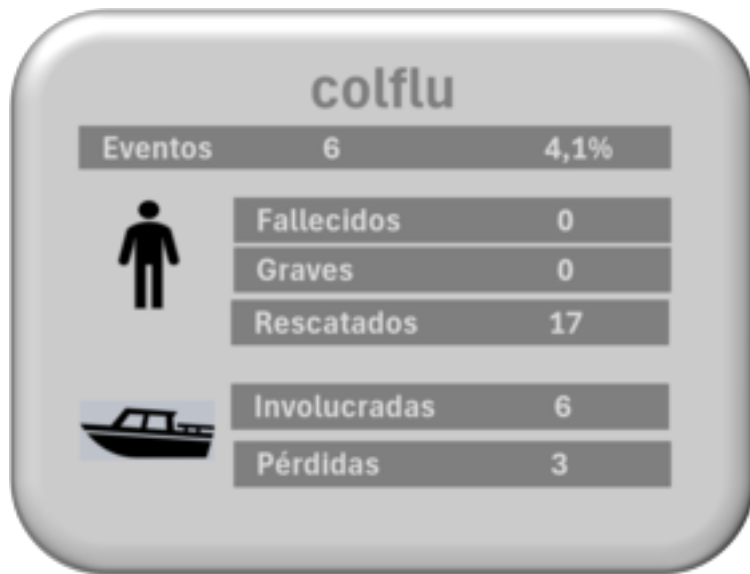 colflu
Eventos 6 4,1%
Fallecidos 0
Graves 0
Rescatados 17
Involucradas 6
Pérdidas 3